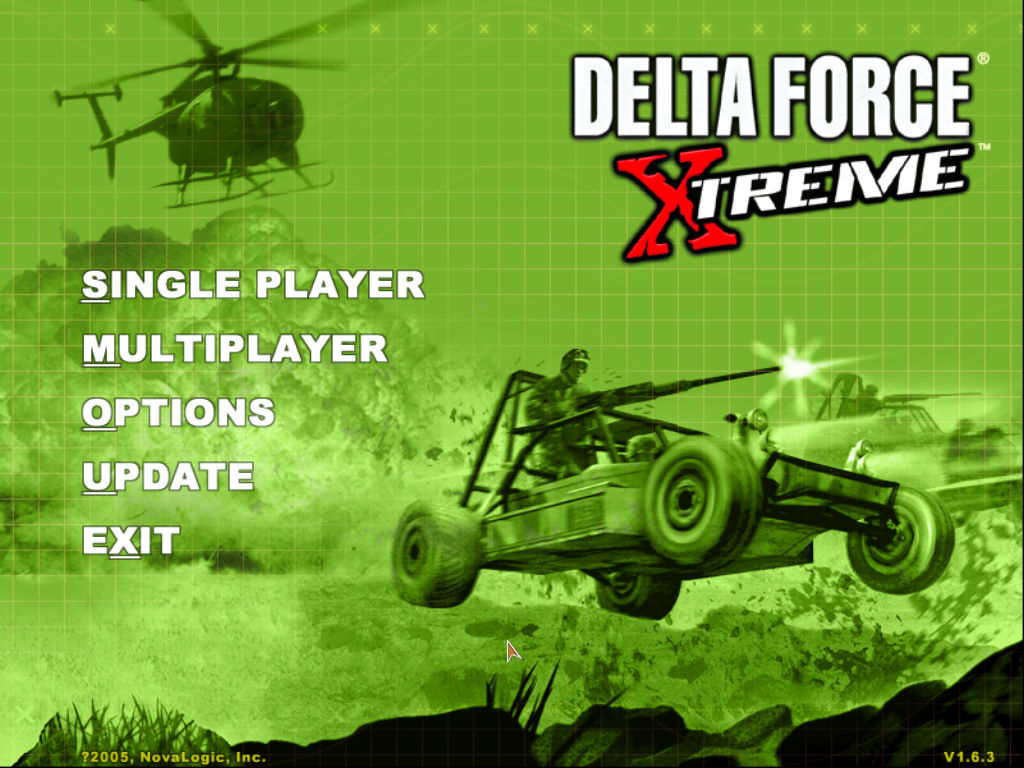 DELTA FORCE®
XTREME™
SINGLE PLAYER
MULTIPLAYER
OPTIONS
UPDATE
EXIT
?2005, NovaLogic, Inc.
V1.6.3